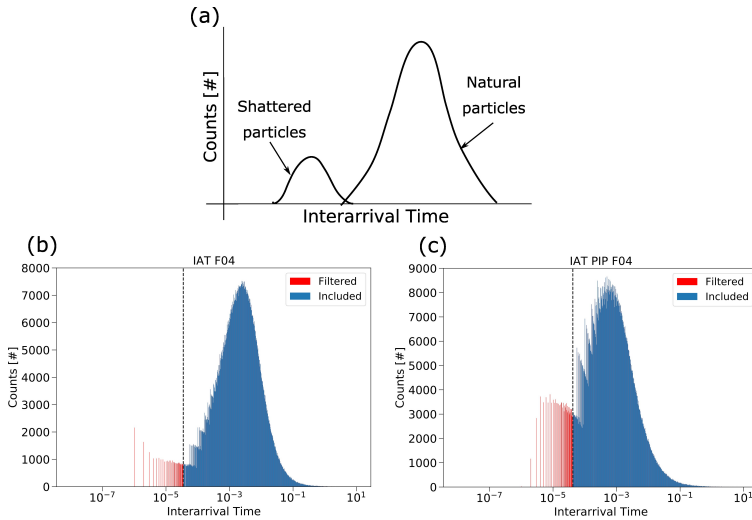 (a)
Counts [#]
Shattered
particles
Natural
particles
Interarrival Time
(b)
IAT F04
8000
7000
6000
5000
4000
3000
2000
1000
0
Counts [#]
Filtered
Included
10⁻⁷ 10⁻⁵ 10⁻³ 10⁻¹ 10¹
Interarrival Time
(c)
IAT PIP F04
9000
8000
7000
6000
5000
4000
3000
2000
1000
0
Counts [#]
Filtered
Included
10⁻⁷ 10⁻⁵ 10⁻³ 10⁻¹ 10¹
Interarrival Time